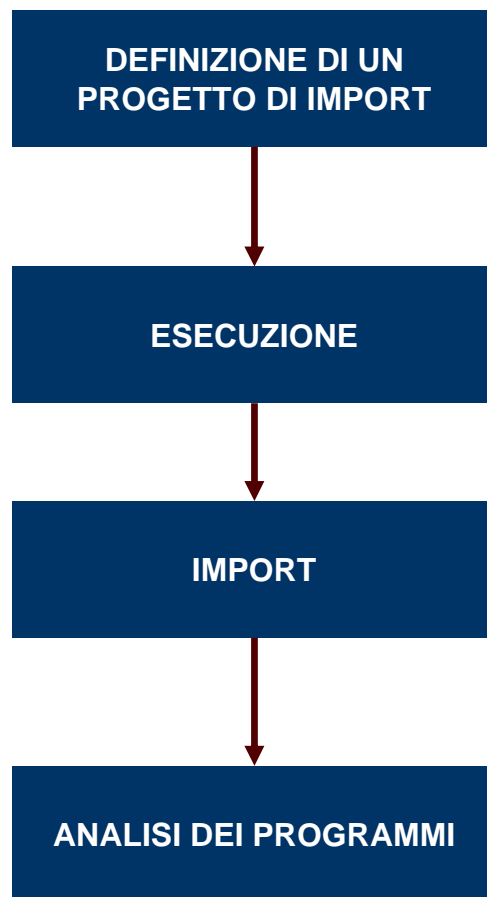 DEFINIZIONE DI UN
PROGETTO DI IMPORT
ESECUZIONE
IMPORT
ANALISI DEI PROGRAMMI